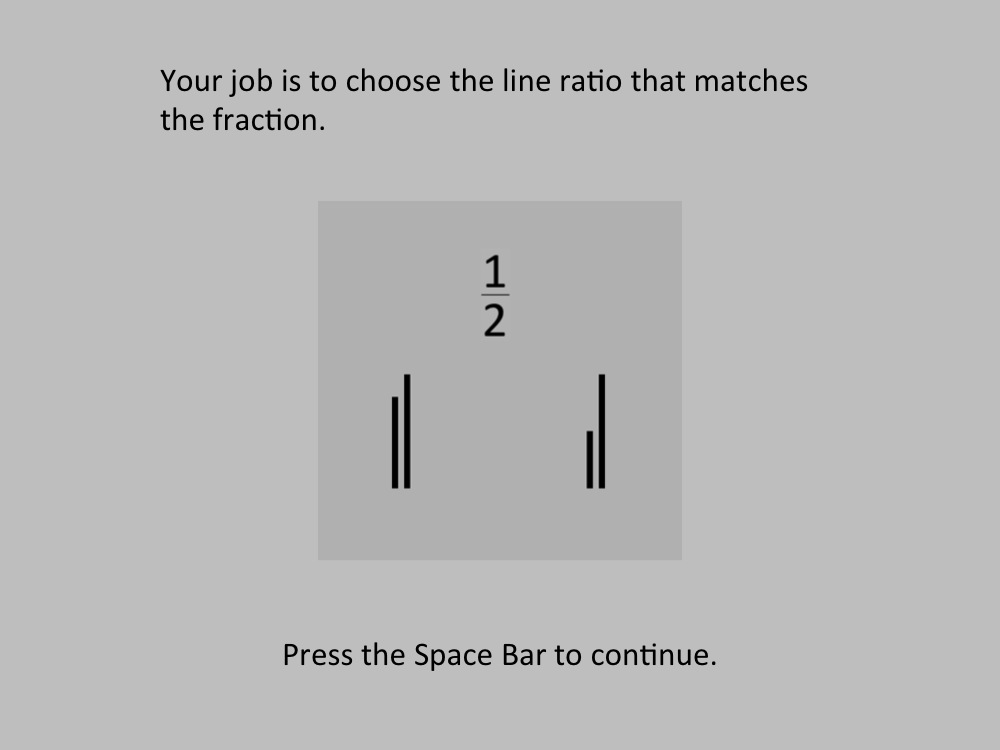 Your job is to choose the line ratio that matches
the fraction.
1
2
Press the Space Bar to continue.